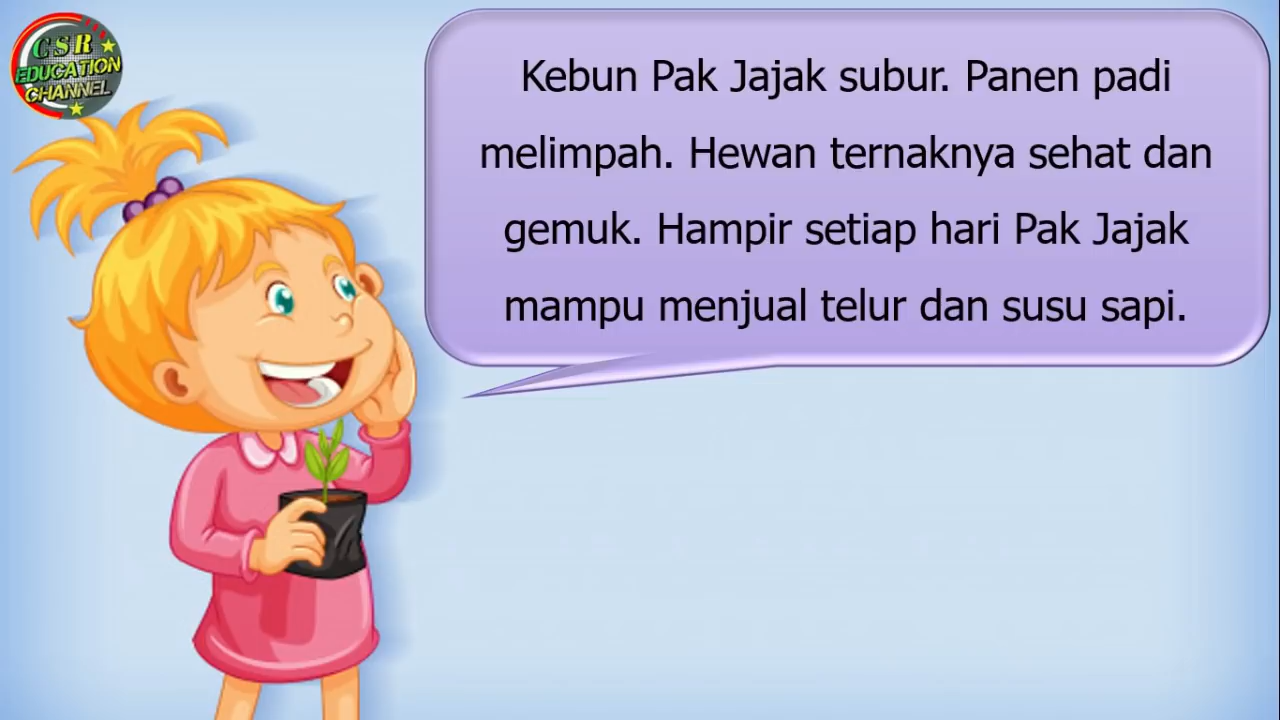 CSR
EDUCATION
CHANNEL
Kebun Pak Jajak subur. Panen padi
melimpah. Hewan ternaknya sehat dan
gemuk. Hampir setiap hari Pak Jajak
mampu menjual telur dan susu sapi.